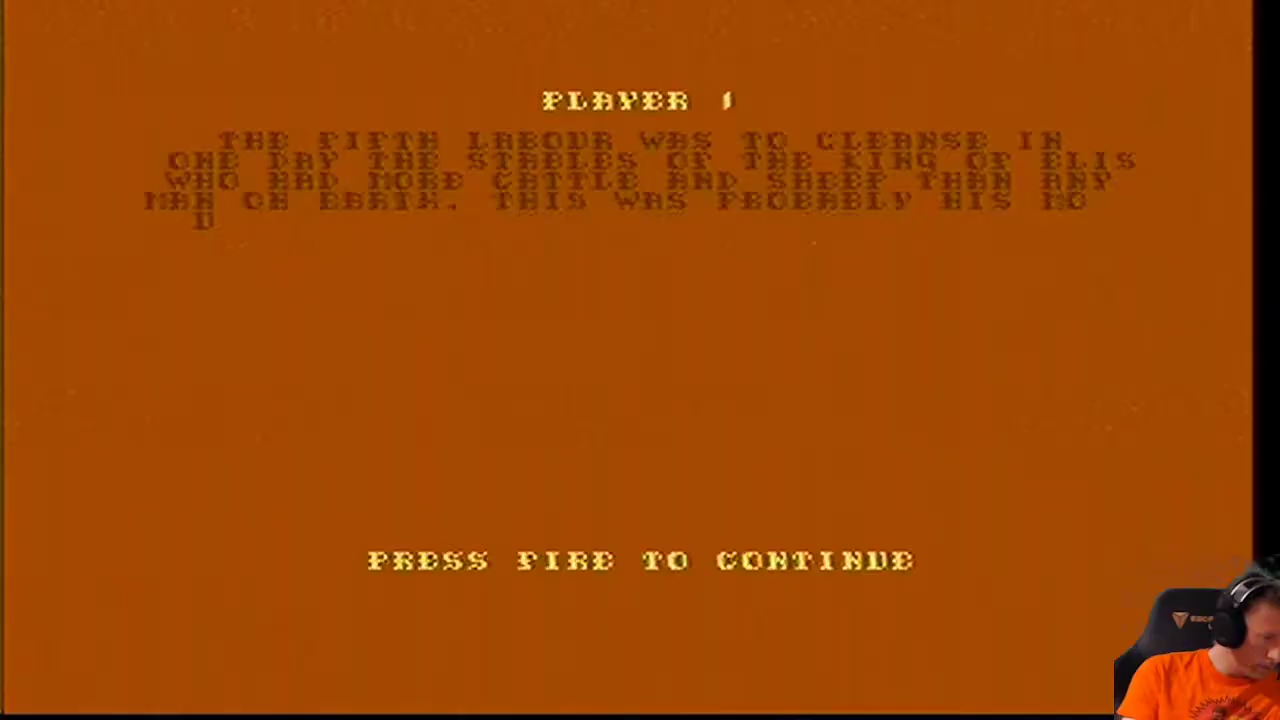 PLAYER 1
THE FIFTH LABOUR WAS TO CLEANSE IN
ONE DAY THE STABLES OF THE KING OF ELIS
WHO HAD MORE CATTLE AND SHEEP THAN ANY
MAN ON EARTH. THIS WAS PROBABLY HIS MO
D
PRESS FIRE TO CONTINUE